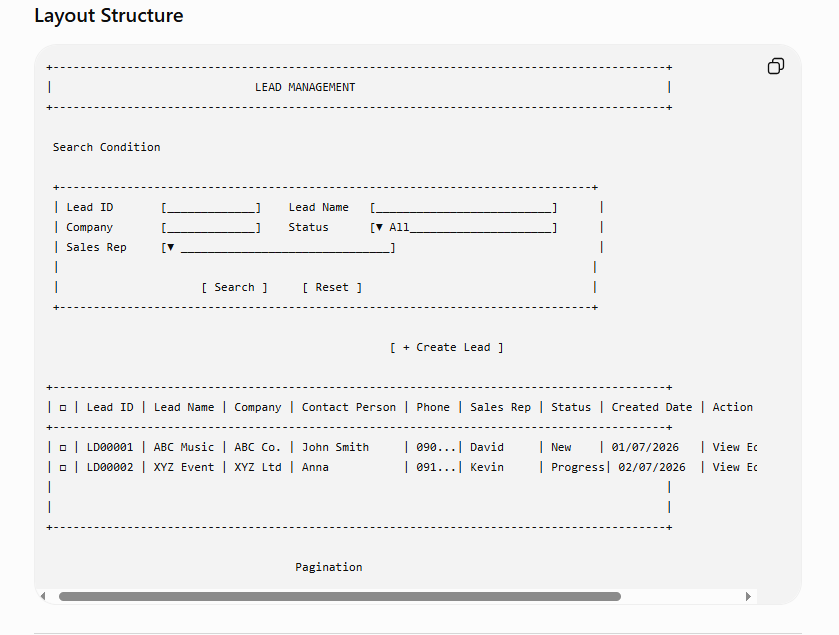 Layout Structure
LEAD MANAGEMENT
Search Condition
| Lead ID [_____________] Lead Name [__________________________] |
| Company [_____________] Status [▼ All_____________________] |
| Sales Rep [▼ _______________________________] |
[ Search ] [ Reset ]
[ + Create Lead ]
| □ | Lead ID | Lead Name | Company | Contact Person | Phone | Sales Rep | Status | Created Date | Action
| □ | LD00001 | ABC Music | ABC Co. | John Smith | 090...| David | New | 01/07/2026 | View
| □ | LD00002 | XYZ Event | XYZ Ltd | Anna | 091...| Kevin | Progress| 02/07/2026 | View
Pagination